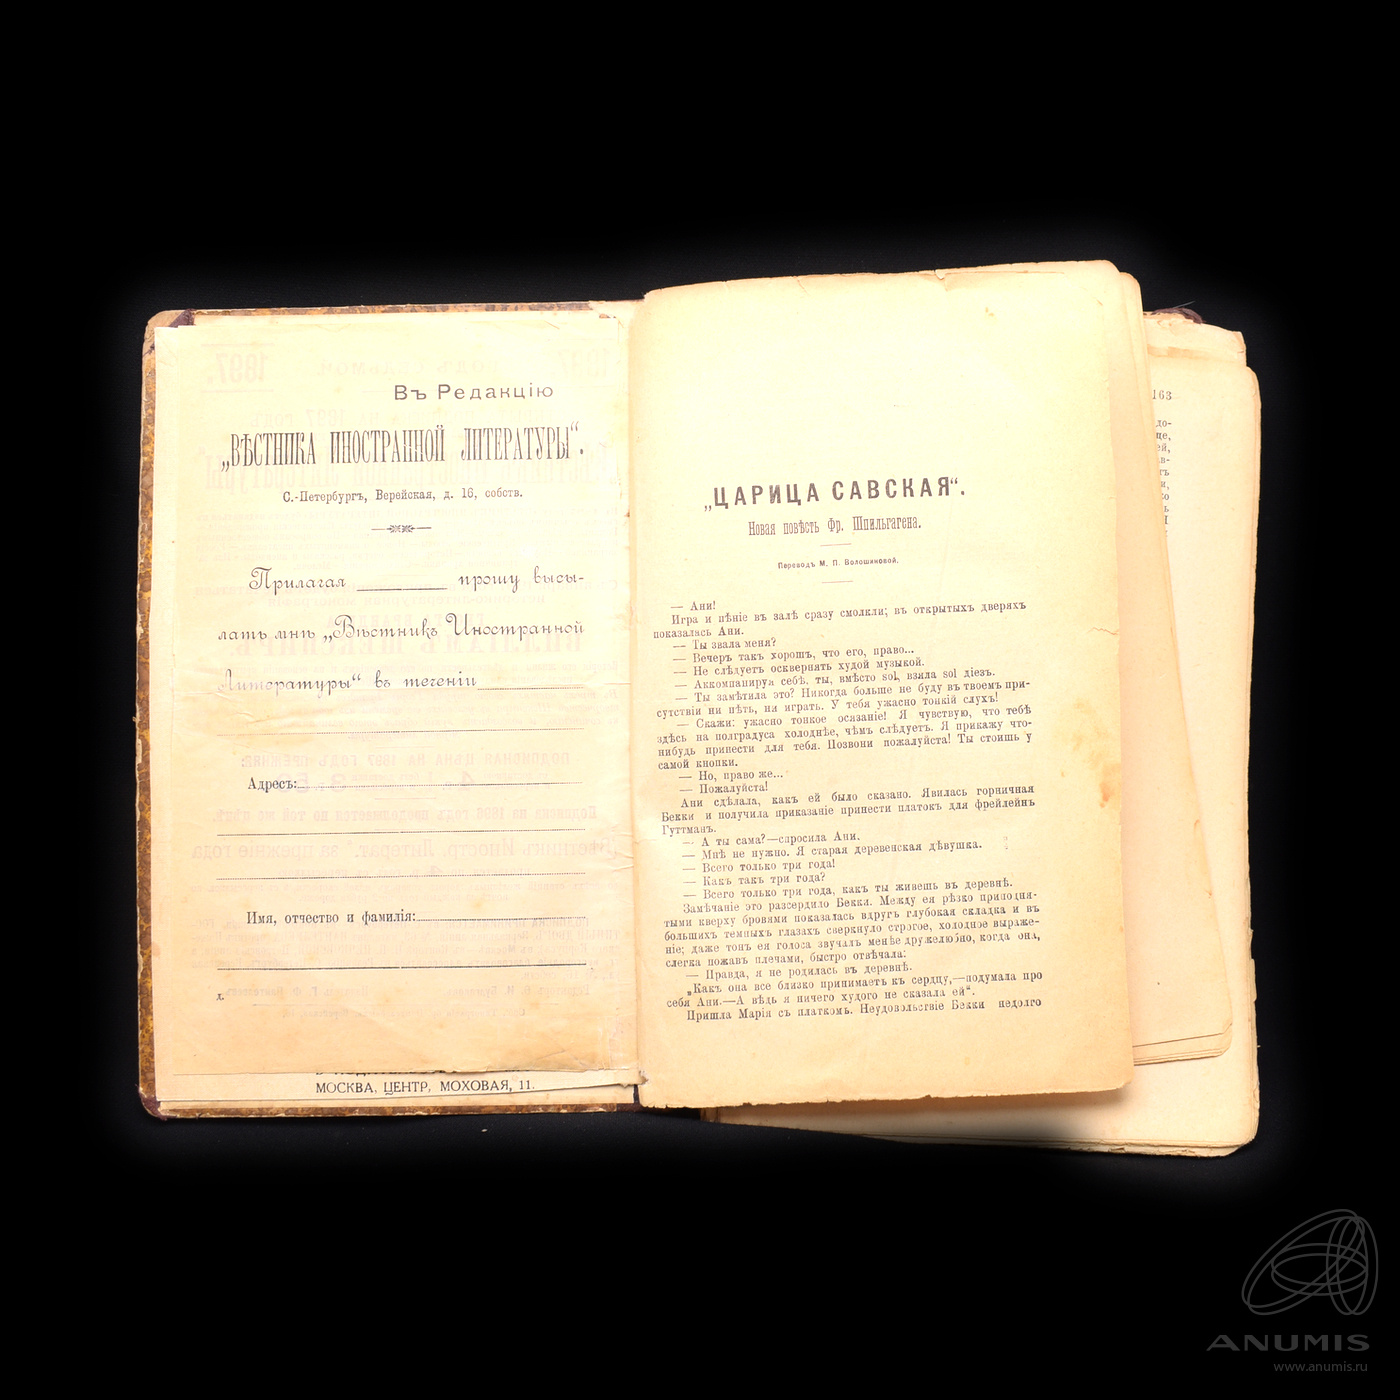 Въ Редакцію
„ВѢСТНИКА ИНОСТРАННОЙ ЛИТЕРАТУРЫ“.
С.-Петербургъ, Верейская, д. 16, собств.
Прилагая прошу высы-
лать мнѣ „Вѣстникъ Иностранной
Литературы“ въ теченіи
Адресъ:
Имя, отчество и фамилія:
л.
МОСКВА, ЦЕНТР, МОХОВАЯ, 11.
„ЦАРИЦА САВСКАЯ“.
Новая повѣсть Фр. Шпильгагена.
Переводъ М. П. Волошиновой.
— Ани!
Игра и пѣніе въ залѣ сразу смолкли; въ открытыхъ дверяхъ
показалась Ани.
— Ты звала меня?
— Вечеръ такъ хорошъ, что его, право...
— Не слѣдуетъ осквернять худой музыкой.
— Аккомпанируя себѣ, ты, вмѣсто sol, взяла sol діезъ.
— Ты замѣтила это? Никогда больше не буду въ твоемъ при-
сутствіи ни пѣть, ни играть. У тебя ужасно тонкій слухъ!
— Скажи: ужасно тонкое осязаніе! Я чувствую, что тебѣ
здѣсь на полградуса холоднѣе, чѣмъ слѣдуетъ. Я прикажу что-
нибудь принести для тебя. Позвони пожалуйста! Ты стоишь у
самой кнопки.
— Но, право же...
— Пожалуйста!
Ани сдѣлала, какъ ей было сказано. Явилась горничная
Бекки и получила приказаніе принести платокъ для фрейлейнъ
Гуттманъ.
— А ты сама?—спросила Ани.
— Мнѣ не нужно. Я старая деревенская дѣвушка.
— Всего только три года!
— Какъ такъ три года?
— Всего только три года, какъ ты живешь въ деревнѣ.
Замѣчаніе это разсердило Бекки. Между ея рѣзко приподня-
тыми кверху бровями показалась вдругъ глубокая складка и въ
большихъ темныхъ глазахъ сверкнуло строгое, холодное выраже-
ніе; даже тонъ ея голоса звучалъ менѣе дружелюбно, когда она,
слегка пожавъ плечами, быстро отвѣчала:
— Правда, я не родилась въ деревнѣ.
„Какъ она все близко принимаетъ къ сердцу,—подумала про
себя Ани.—А вѣдь я ничего худого не сказала ей“.
Пришла Марія съ платкомъ. Неудовольствіе Бекки недолго
163
ANUMIS
www.anumis.ru